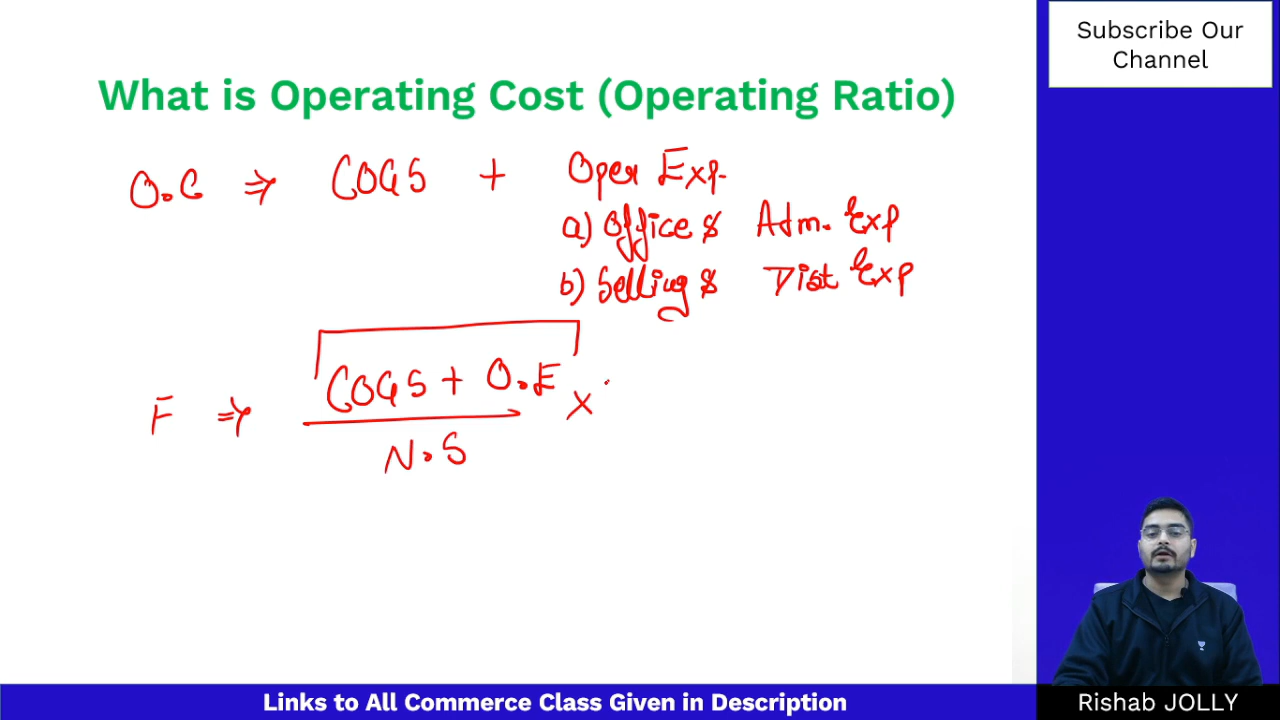 Subscribe Our
Channel
What is Operating Cost (Operating Ratio)
O.C ⇒ COGS + Oper Exp.
a) Office & Adm. Exp
b) Selling & Dist Exp
F ⇒ COGS + O.E ×
N.S
Links to All Commerce Class Given in Description
Rishab JOLLY